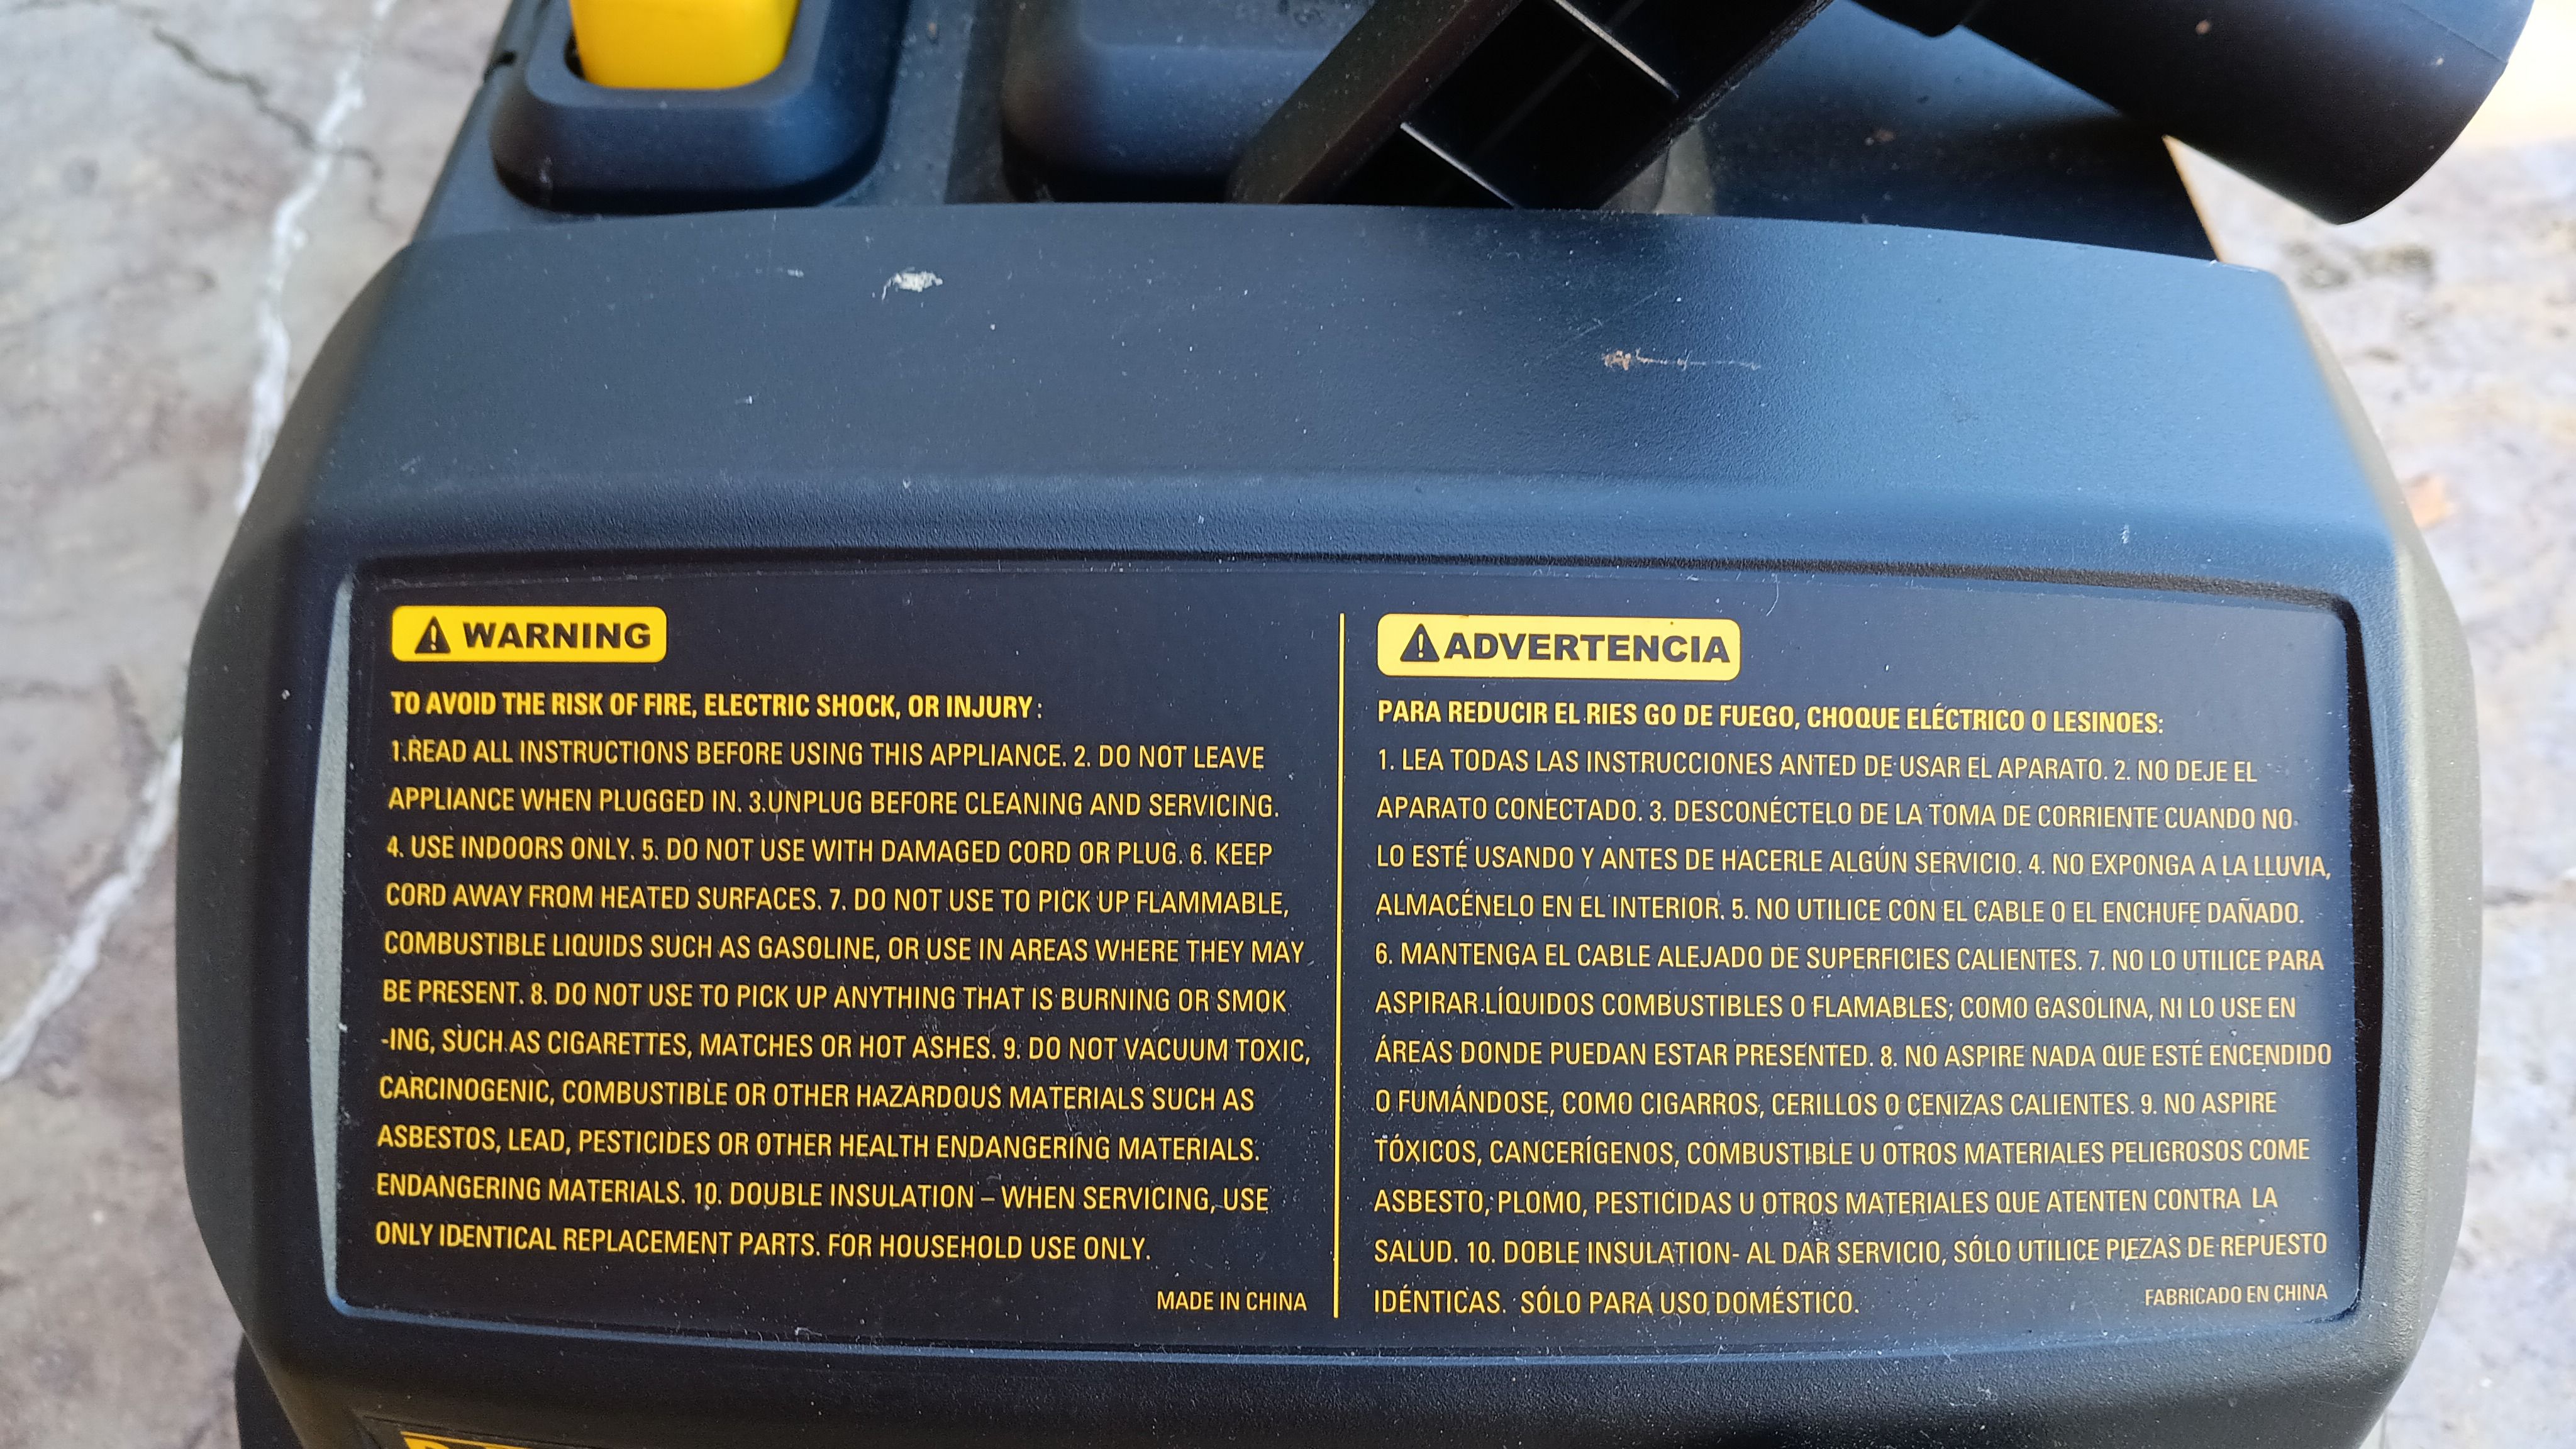 WARNING
TO AVOID THE RISK OF FIRE, ELECTRIC SHOCK, OR INJURY:
1.READ ALL INSTRUCTIONS BEFORE USING THIS APPLIANCE. 2. DO NOT LEAVE
APPLIANCE WHEN PLUGGED IN. 3.UNPLUG BEFORE CLEANING AND SERVICING.
4. USE INDOORS ONLY. 5. DO NOT USE WITH DAMAGED CORD OR PLUG. 6. KEEP
CORD AWAY FROM HEATED SURFACES. 7. DO NOT USE TO PICK UP FLAMMABLE,
COMBUSTIBLE LIQUIDS SUCH AS GASOLINE, OR USE IN AREAS WHERE THEY MAY
BE PRESENT. 8. DO NOT USE TO PICK UP ANYTHING THAT IS BURNING OR SMOK
-ING, SUCH AS CIGARETTES, MATCHES OR HOT ASHES. 9. DO NOT VACUUM TOXIC,
CARCINOGENIC, COMBUSTIBLE OR OTHER HAZARDOUS MATERIALS SUCH AS
ASBESTOS, LEAD, PESTICIDES OR OTHER HEALTH ENDANGERING MATERIALS.
ENDANGERING MATERIALS. 10. DOUBLE INSULATION – WHEN SERVICING, USE
ONLY IDENTICAL REPLACEMENT PARTS. FOR HOUSEHOLD USE ONLY.
MADE IN CHINA
ADVERTENCIA
PARA REDUCIR EL RIES GO DE FUEGO, CHOQUE ELÉCTRICO O LESINOES:
1. LEA TODAS LAS INSTRUCCIONES ANTED DE USAR EL APARATO. 2. NO DEJE EL
APARATO CONECTADO. 3. DESCONÉCTELO DE LA TOMA DE CORRIENTE CUANDO NO
LO ESTÉ USANDO Y ANTES DE HACERLE ALGÚN SERVICIO. 4. NO EXPONGA A LA LLUVIA,
ALMACÉNELO EN EL INTERIOR. 5. NO UTILICE CON EL CABLE O EL ENCHUFE DAÑADO.
6. MANTENGA EL CABLE ALEJADO DE SUPERFICIES CALIENTES. 7. NO LO UTILICE PARA
ASPIRAR LÍQUIDOS COMBUSTIBLES O FLAMABLES; COMO GASOLINA, NI LO USE EN
ÁREAS DONDE PUEDAN ESTAR PRESENTED. 8. NO ASPIRE NADA QUE ESTÉ ENCENDIDO
O FUMÁNDOSE, COMO CIGARROS, CERILLOS O CENIZAS CALIENTES. 9. NO ASPIRE
TÓXICOS, CANCERÍGENOS, COMBUSTIBLE U OTROS MATERIALES PELIGROSOS COME
ASBESTO, PLOMO, PESTICIDAS U OTROS MATERIALES QUE ATENTEN CONTRA LA
SALUD. 10. DOBLE INSULATION- AL DAR SERVICIO, SÓLO UTILICE PIEZAS DE REPUESTO
IDÉNTICAS. SÓLO PARA USO DOMÉSTICO.
FABRICADO EN CHINA